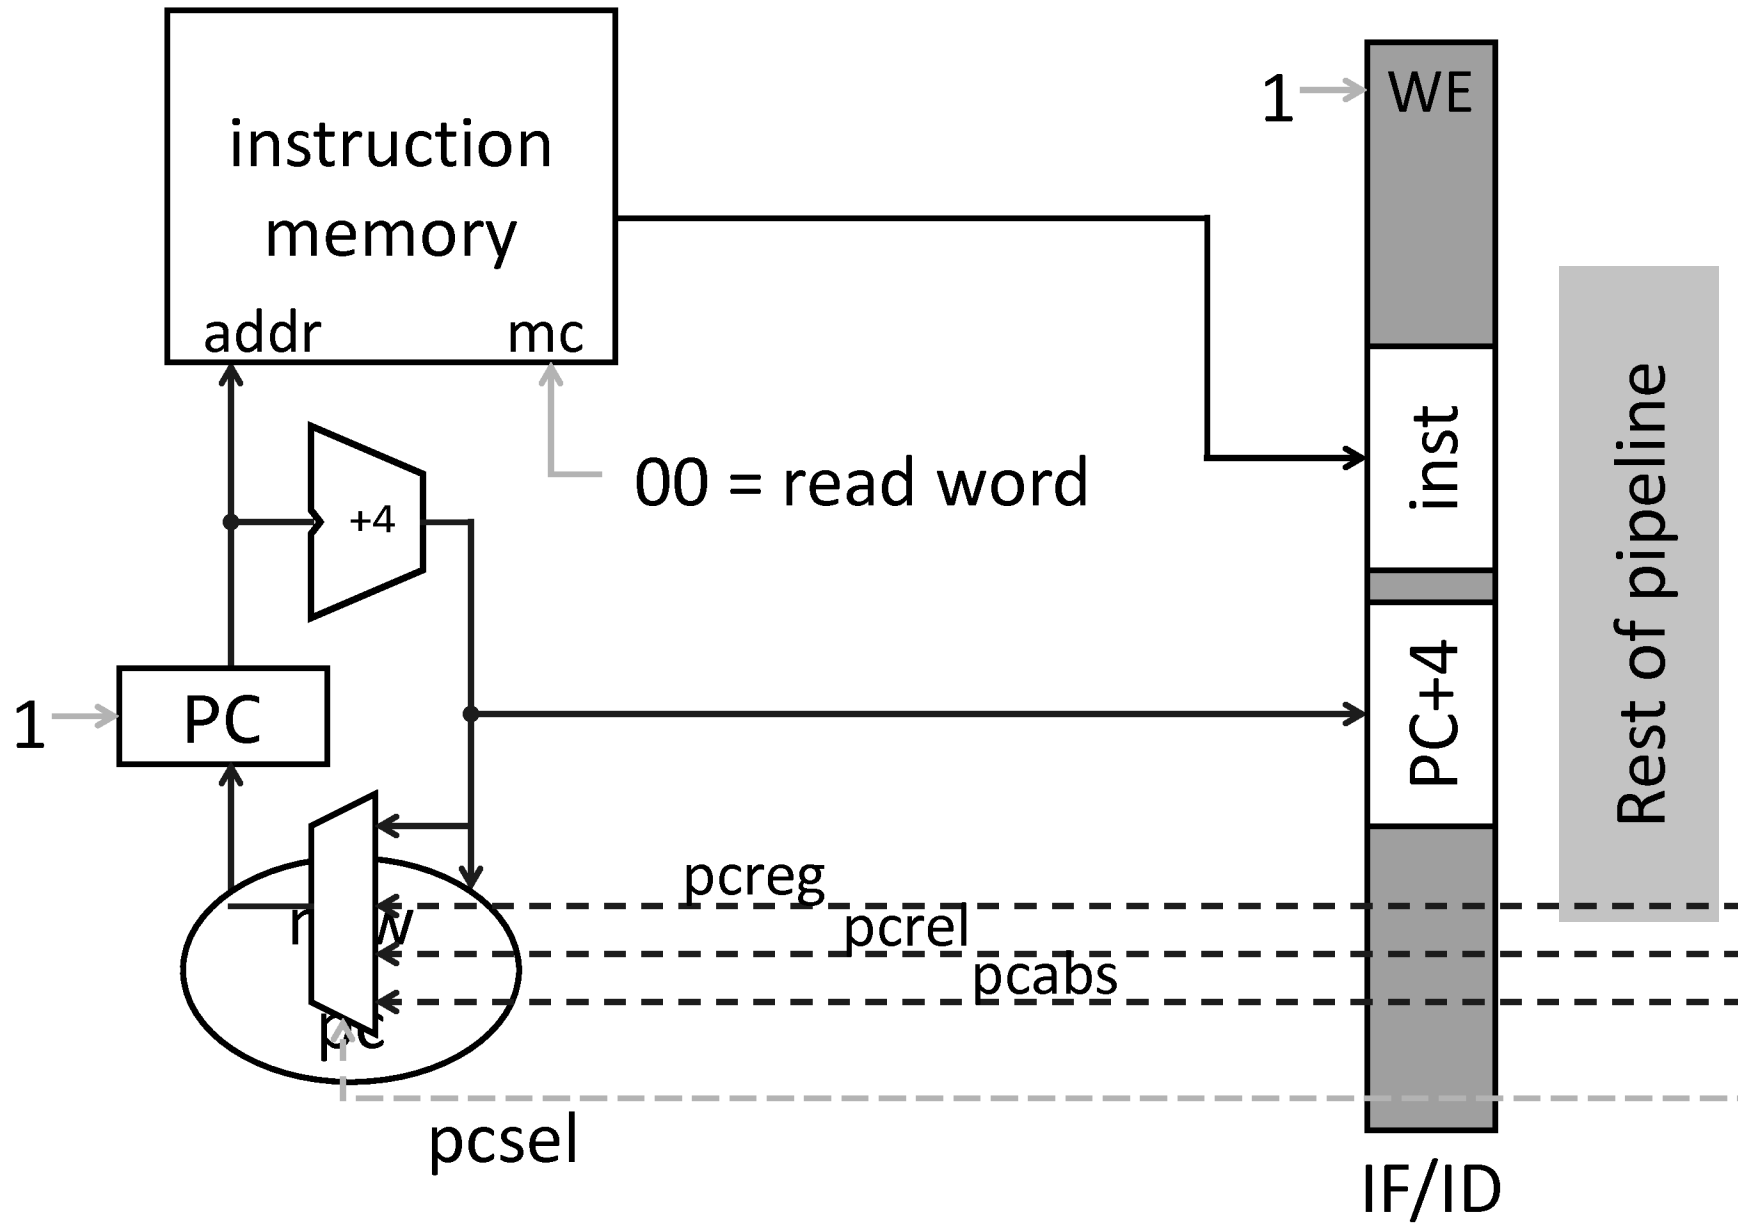 instruction
memory
addr
mc
1
WE
00 = read word
+4
inst
Rest of pipeline
1
PC
PC+4
pcreg
pcrel
pcabs
pc
pcsel
IF/ID